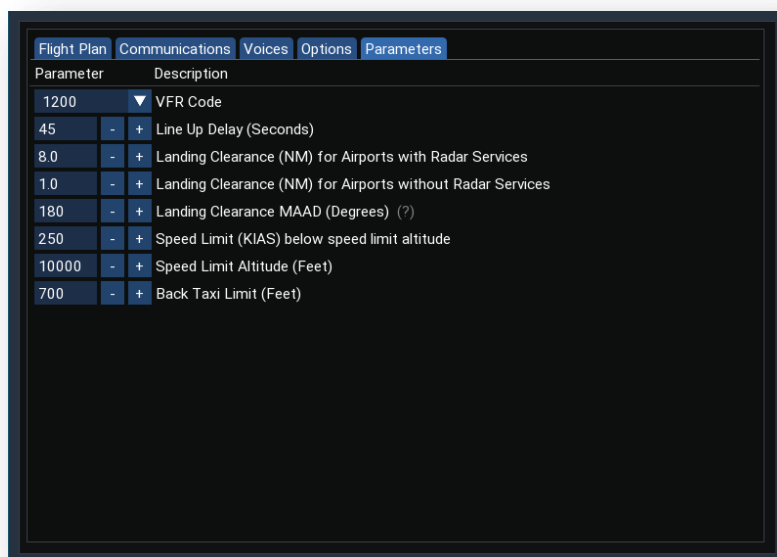 Flight Plan Communications Voices Options Parameters
Parameter Description
1200 VFR Code
45 - + Line Up Delay (Seconds)
8.0 - + Landing Clearance (NM) for Airports with Radar Services
1.0 - + Landing Clearance (NM) for Airports without Radar Services
180 - + Landing Clearance MAAD (Degrees) (?)
250 - + Speed Limit (KIAS) below speed limit altitude
10000 - + Speed Limit Altitude (Feet)
700 - + Back Taxi Limit (Feet)